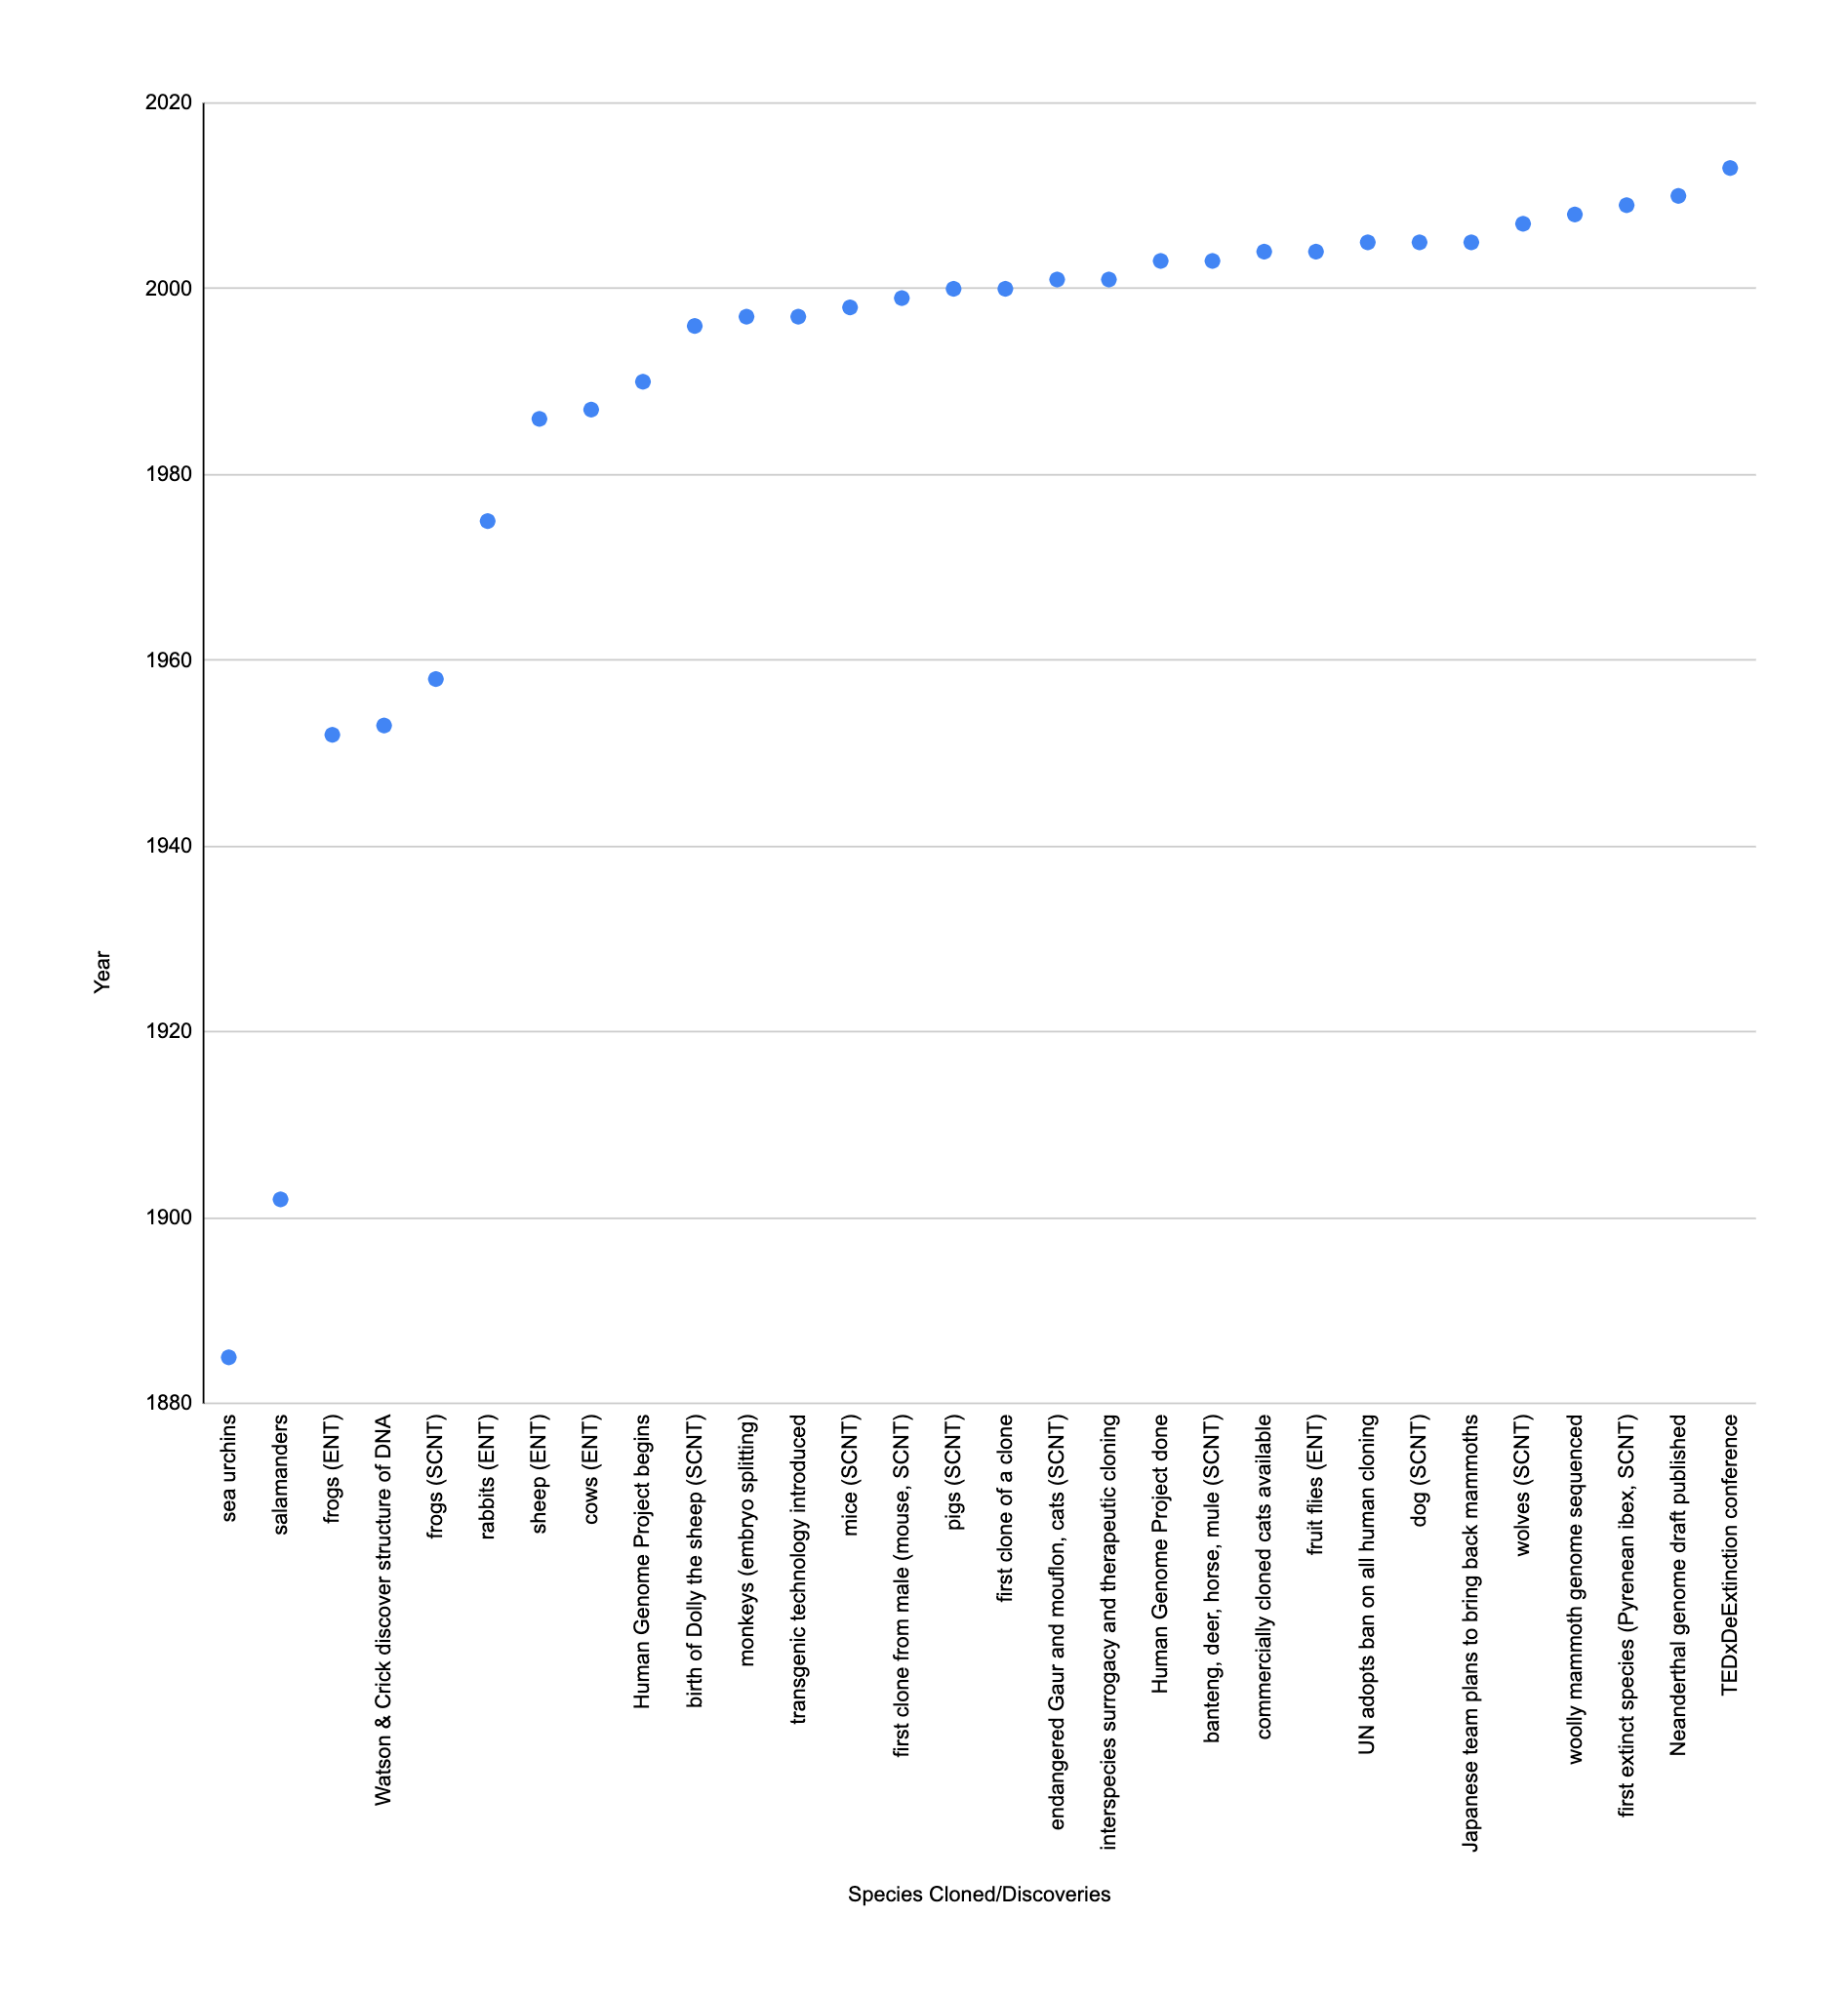 2020
2000
1980
1960
1940
1920
1900
1880
Year
sea urchins
salamanders
frogs (ENT)
Watson & Crick discover structure of DNA
frogs (SCNT)
rabbits (ENT)
sheep (ENT)
cows (ENT)
Human Genome Project begins
birth of Dolly the sheep (SCNT)
monkeys (embryo splitting)
transgenic technology introduced
mice (SCNT)
first clone from male (mouse, SCNT)
pigs (SCNT)
first clone of a clone
endangered Gaur and mouflon, cats (SCNT)
interspecies surrogacy and therapeutic cloning
Human Genome Project done
banteng, deer, horse, mule (SCNT)
commercially cloned cats available
fruit flies (ENT)
UN adopts ban on all human cloning
dog (SCNT)
Japanese team plans to bring back mammoths
wolves (SCNT)
woolly mammoth genome sequenced
first extinct species (Pyrenean ibex, SCNT)
Neanderthal genome draft published
TEDxDeExtinction conference
Species Cloned/Discoveries